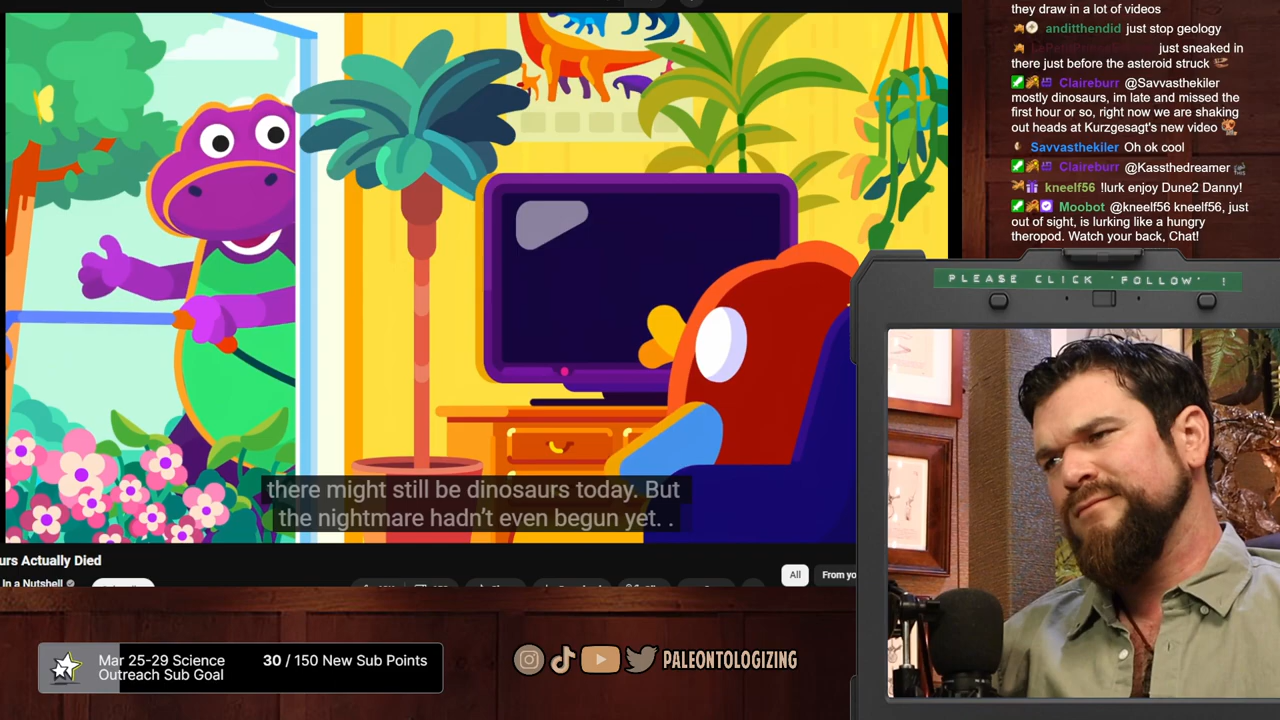 they draw in a lot of videos
anditthendid just stop geology
just sneaked in
there just before the asteroid struck
Claireburr @Savvasthekiler
mostly dinosaurs, im late and missed the
first hour or so, right now we are shaking
out heads at Kurzgesagt's new video
Savvasthekiler Oh ok cool
Claireburr @Kassthedreamer
kneelf56 !lurk enjoy Dune2 Danny!
Moobot @kneelf56 kneelf56, just
out of sight, is lurking like a hungry
theropod. Watch your back, Chat!
PLEASE CLICK 'FOLLOW' !
there might still be dinosaurs today. But
the nightmare hadn't even begun yet. .
urs Actually Died
In a Nutshell
All
From yo
Mar 25-29 Science
Outreach Sub Goal
30 / 150 New Sub Points
PALEONTOLOGIZING